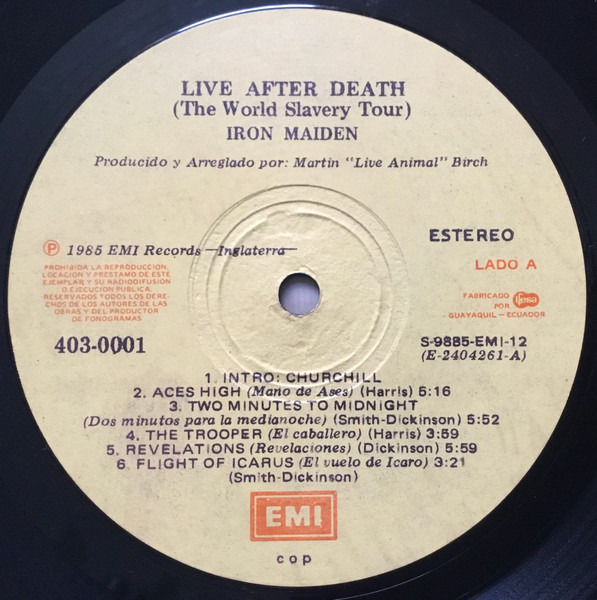 LIVE AFTER DEATH
(The World Slavery Tour)
IRON MAIDEN
Producido y Arreglado por: Martin "Live Animal" Birch
Ⓟ 1985 EMI Records —Inglaterra—
PROHIBIDA LA REPRODUCCION,
LOCACION Y PRESTAMO DE ESTE
EJEMPLAR Y SU RADIODIFUSION
O EJECUCION PUBLICA.
RESERVADOS TODOS LOS DERE-
CHOS DE LOS AUTORES DE LAS
OBRAS Y DEL PRODUCTOR
DE FONOGRAMAS
403-0001
ESTEREO
LADO A
FABRICADO
POR
ifesa
GUAYAQUIL - ECUADOR
S-9885-EMI-12
(E-2404261-A)
1. INTRO: CHURCHILL
2. ACES HIGH (Mano de Ases) (Harris) 5:16
3. TWO MINUTES TO MIDNIGHT
(Dos minutos para la medianoche) (Smith-Dickinson) 5:52
4. THE TROOPER (El caballero) (Harris) 3:59
5. REVELATIONS (Revelaciones) (Dickinson) 5:59
6. FLIGHT OF ICARUS (El vuelo de Icaro) 3:21
(Smith-Dickinson)
EMI
cop